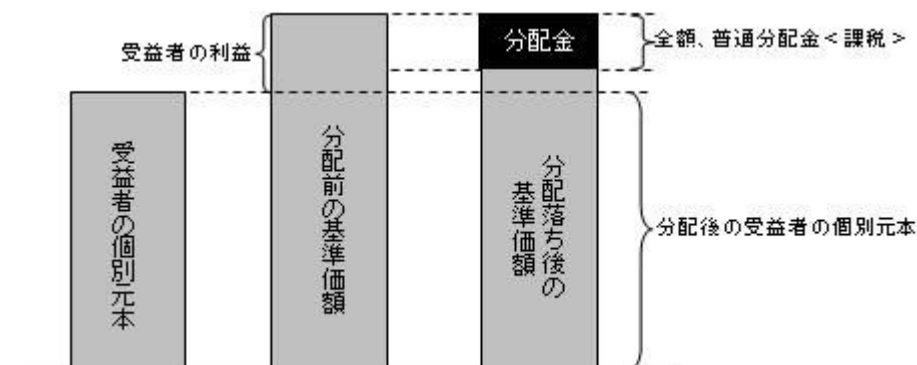 分配金
全額、普通分配金＜課税＞
受益者の利益
受益者の個別元本
分配前の基準価額
分配落ち後の
基準価額
分配後の受益者の個別元本